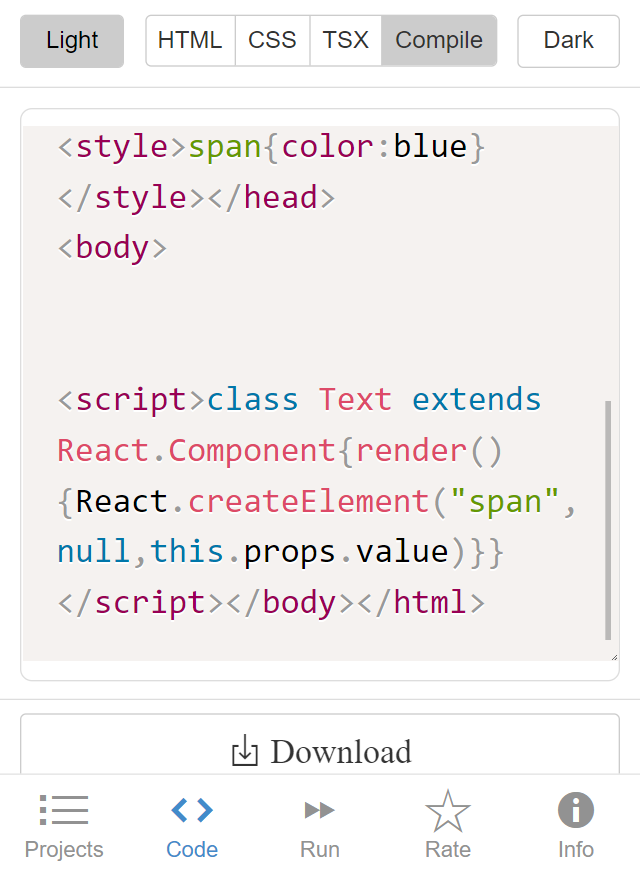 Light HTML CSS TSX Compile Dark
<style>span{color:blue}
</style></head>
<body>
<script>class Text extends
React.Component{render()
{React.createElement("span",
null,this.props.value)}}
</script></body></html>
Download
Projects Code Run Rate Info